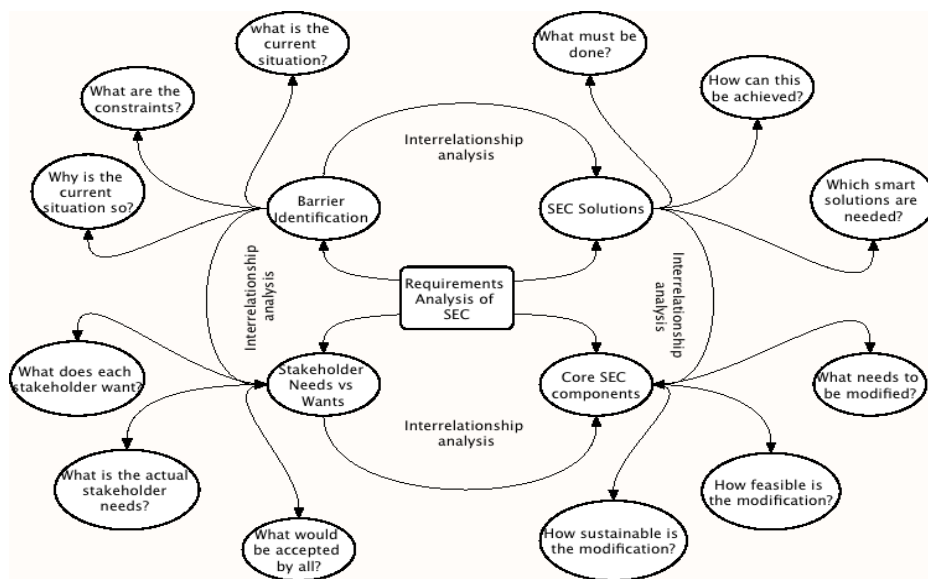 what is the
current
situation?
What must be
done?
What are the
constraints?
How can this
be achieved?
Interrelationship
analysis
Why is the
current
situation so?
Barrier
Identification
SEC Solutions
Which smart
solutions are
needed?
Interrelationship
analysis
Requirements
Analysis of
SEC
Interrelationship
analysis
What does each
stakeholder want?
Stakeholder
Needs vs
Wants
Core SEC
components
What needs to
be modified?
Interrelationship
analysis
What is the actual
stakeholder
needs?
How feasible is
the modification?
What would
be accepted
by all?
How sustainable is
the modification?